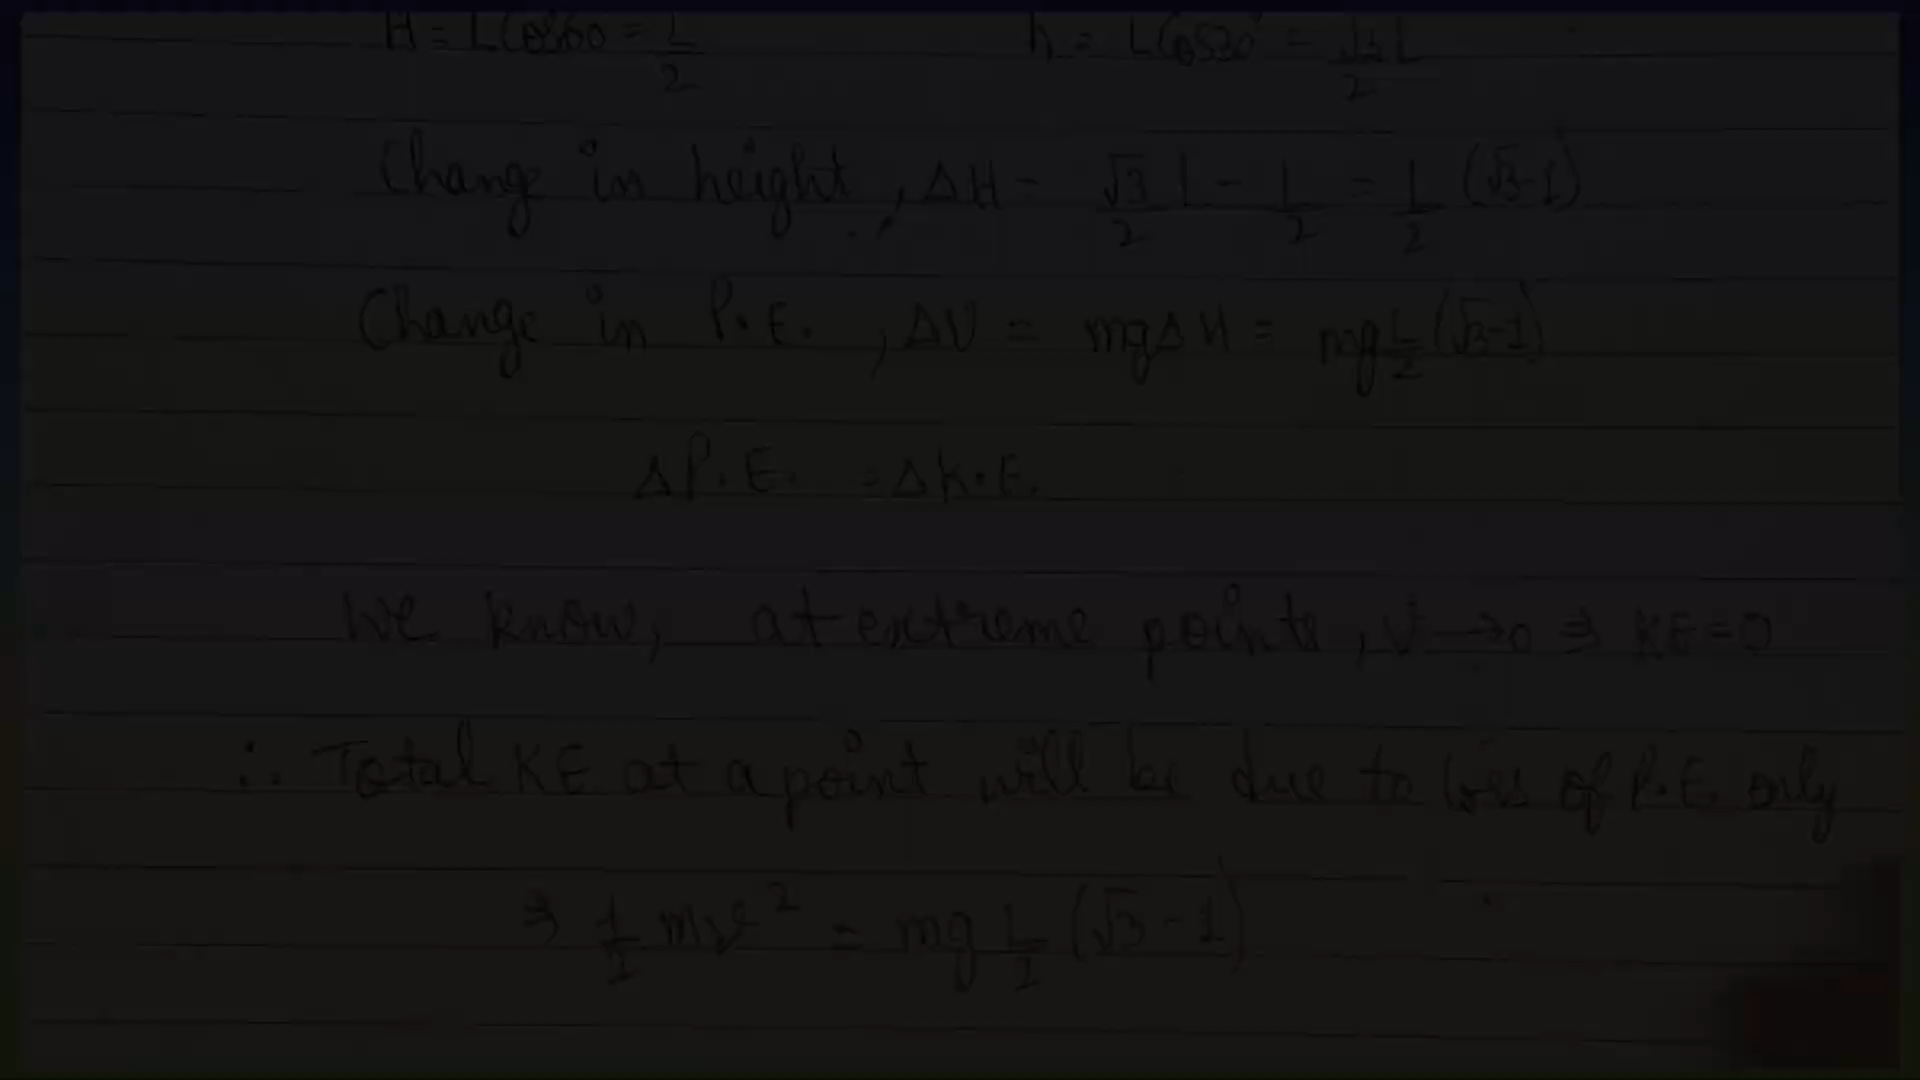 H = L Cos60 = L/2 h = L Cos30° = √3 L/2
Change in height, ΔH = √3/2 L - L/2 = L/2 (√3-1)
Change in P.E., ΔU = mgΔH = mg L/2 (√3-1)
ΔP.E. = ΔK.E.
We know, at extreme points, V→0 ⇒ KE=0
∴ Total KE at a point will be due to loss of P.E. only
⇒ 1/2 mv² = mg L/2 (√3-1)